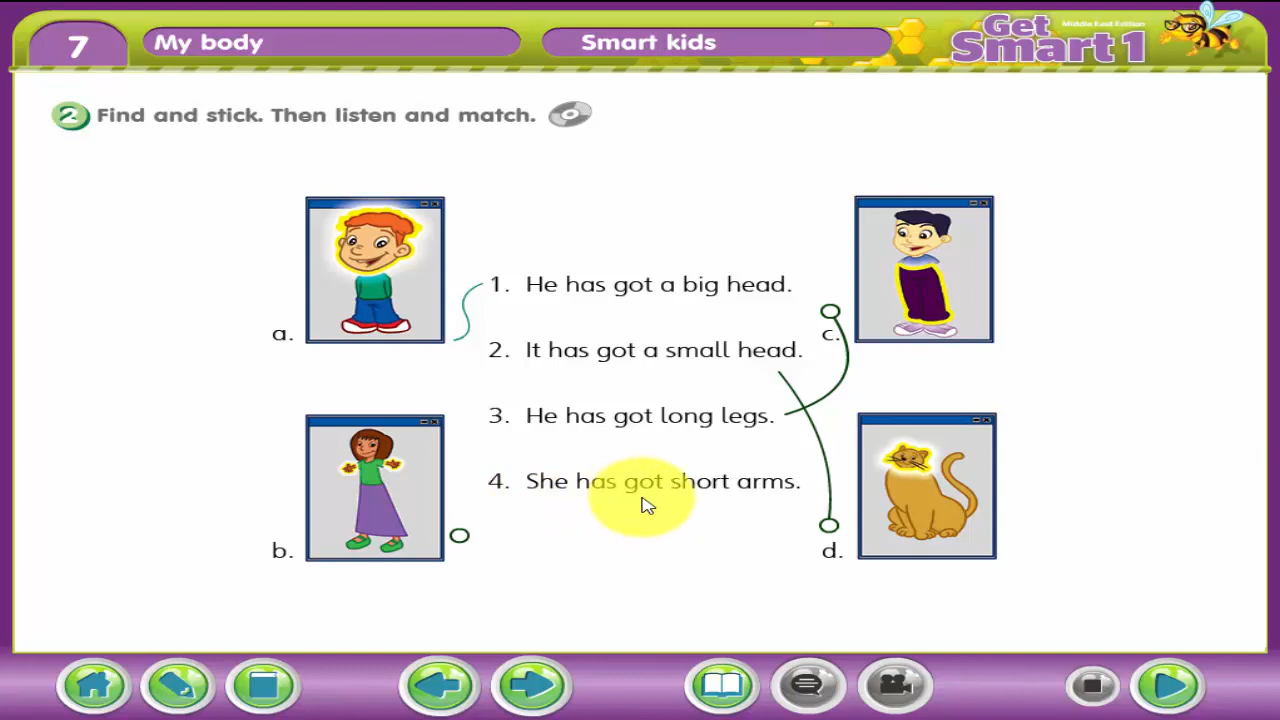 7
My body
Smart kids
Get Smart 1
Middle East Edition
2 Find and stick. Then listen and match.
a.
b.
1. He has got a big head.
2. It has got a small head.
3. He has got long legs.
4. She has got short arms.
c.
d.